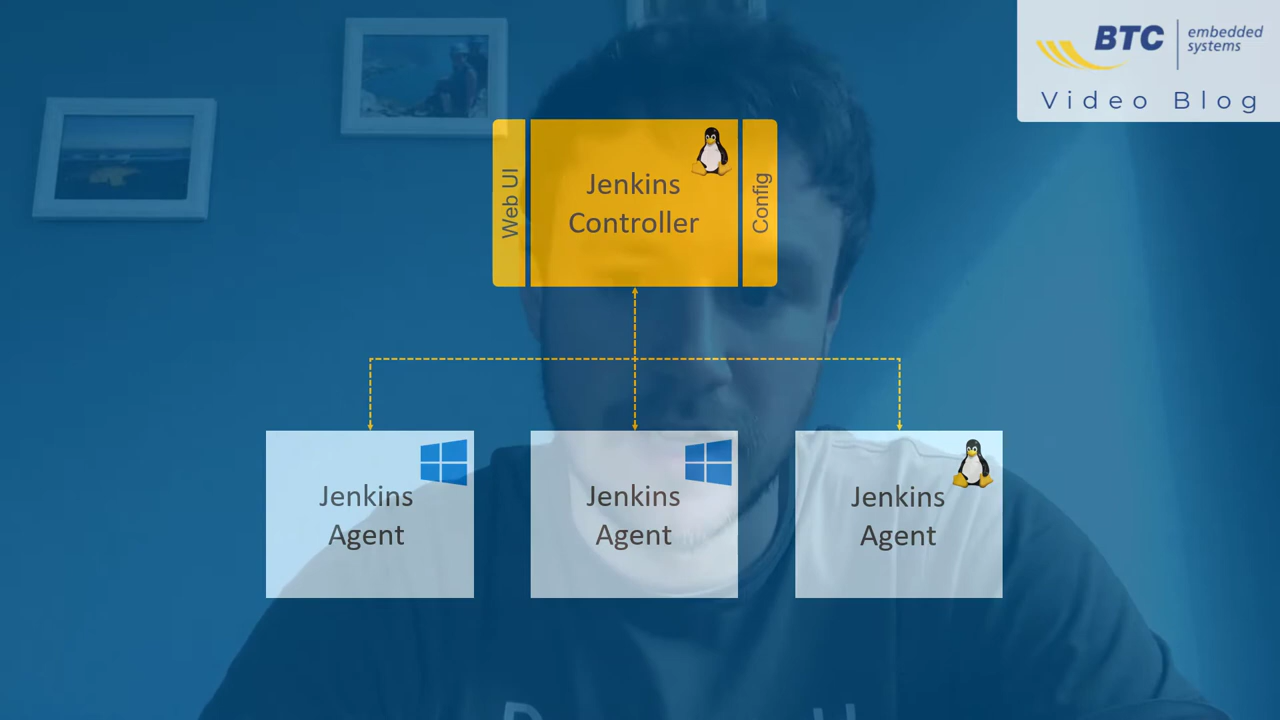 BTC
embedded
systems
Video Blog
Web UI
Jenkins
Controller
Config
Jenkins
Agent
Jenkins
Agent
Jenkins
Agent